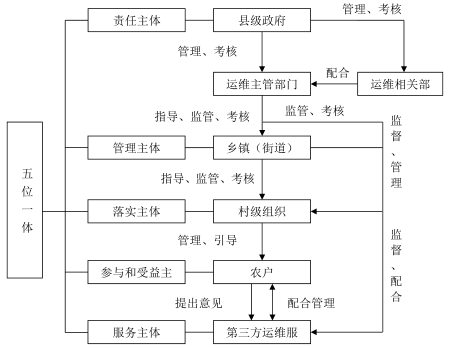 责任主体
县级政府
管理、考核
管理、考核
运维主管部门
配合
运维相关部
指导、监管、考核
监管、考核
管理主体
乡镇（街道）
监督、管理
五位一体
指导、监管、考核
落实主体
村级组织
管理、引导
监督、配合
参与和受益主
农户
提出意见
配合管理
服务主体
第三方运维服